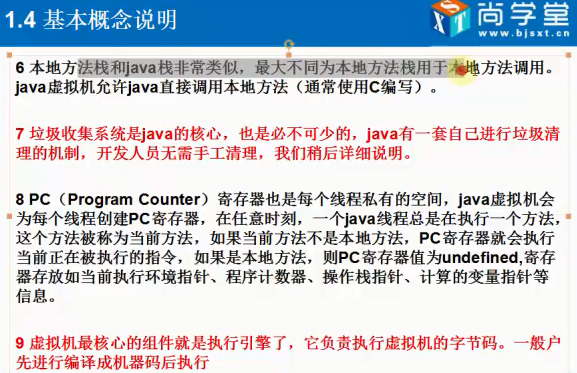 1.4 基本概念说明
尚学堂
www.bjsxt.com
6 本地方法栈和java栈非常类似，最大不同为本地方法栈用于本地方法调用。
java虚拟机允许java直接调用本地方法（通常使用C编写）。
7 垃圾收集系统是java的核心，也是必不可少的，java有一套自己进行垃圾清
理的机制，开发人员无需手工清理，我们稍后详细说明。
8 PC（Program Counter）寄存器也是每个线程私有的空间，java虚拟机会
为每个线程创建PC寄存器，在任意时刻，一个java线程总是在执行一个方法，
这个方法被称为当前方法，如果当前方法不是本地方法，PC寄存器就会执行
当前正在被执行的指令，如果是本地方法，则PC寄存器值为undefined,寄存
器存放如当前执行环境指针、程序计数器、操作栈指针、计算的变量指针等
信息。
9 虚拟机最核心的组件就是执行引擎了，它负责执行虚拟机的字节码。一般户
先进行编译成机器码后执行